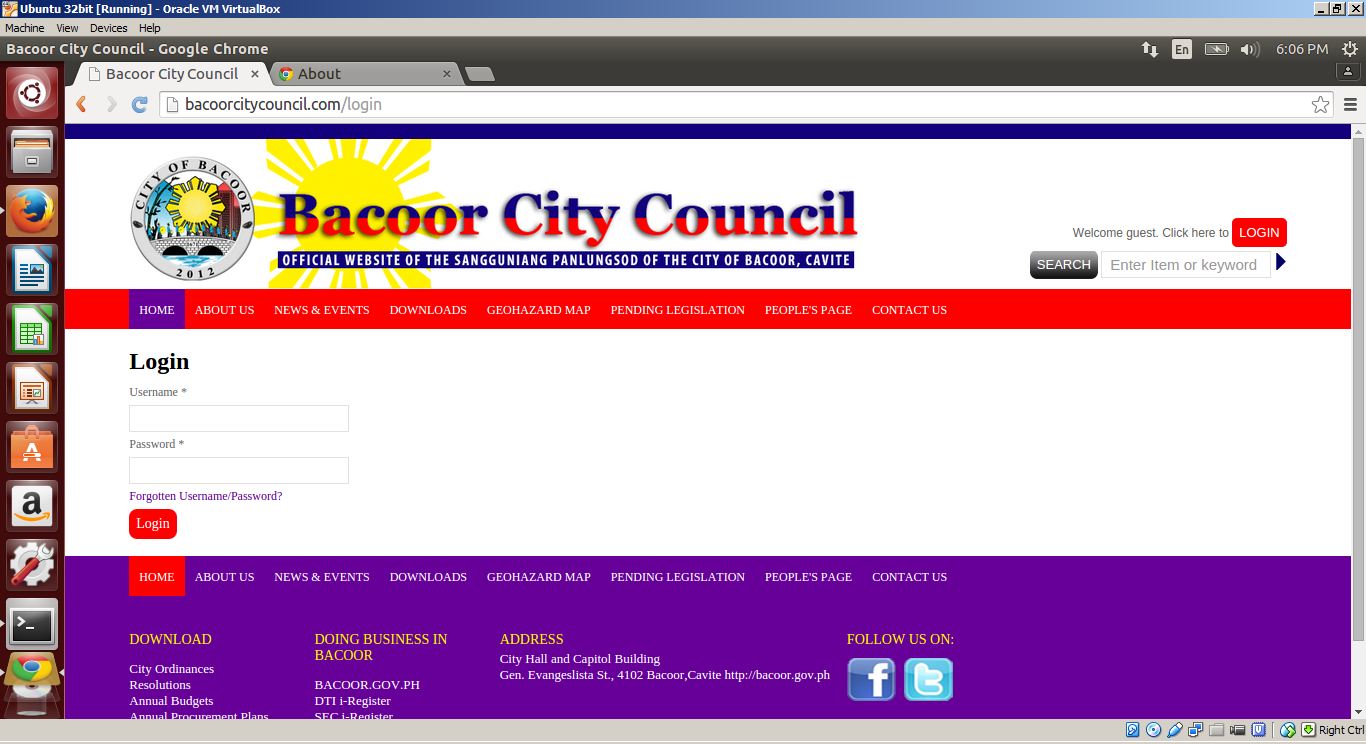 Ubuntu 32bit [Running] - Oracle VM VirtualBox
Machine View Devices Help
Bacoor City Council - Google Chrome
En
6:06 PM
Bacoor City Council
About
bacoorcitycouncil.com/login
CITY OF BACOOR
2012
Bacoor City Council
OFFICIAL WEBSITE OF THE SANGGUNIANG PANLUNGSOD OF THE CITY OF BACOOR, CAVITE
Welcome guest. Click here to LOGIN
SEARCH Enter Item or keyword
HOME ABOUT US NEWS & EVENTS DOWNLOADS GEOHAZARD MAP PENDING LEGISLATION PEOPLE'S PAGE CONTACT US
Login
Username *
Password *
Forgotten Username/Password?
Login
HOME ABOUT US NEWS & EVENTS DOWNLOADS GEOHAZARD MAP PENDING LEGISLATION PEOPLE'S PAGE CONTACT US
DOWNLOAD
City Ordinances
Resolutions
Annual Budgets
Annual Procurement Plans
DOING BUSINESS IN
BACOOR
BACOOR.GOV.PH
DTI i-Register
SEC i-Register
ADDRESS
City Hall and Capitol Building
Gen. Evangeslista St., 4102 Bacoor,Cavite http://bacoor.gov.ph
FOLLOW US ON:
Right Ctrl